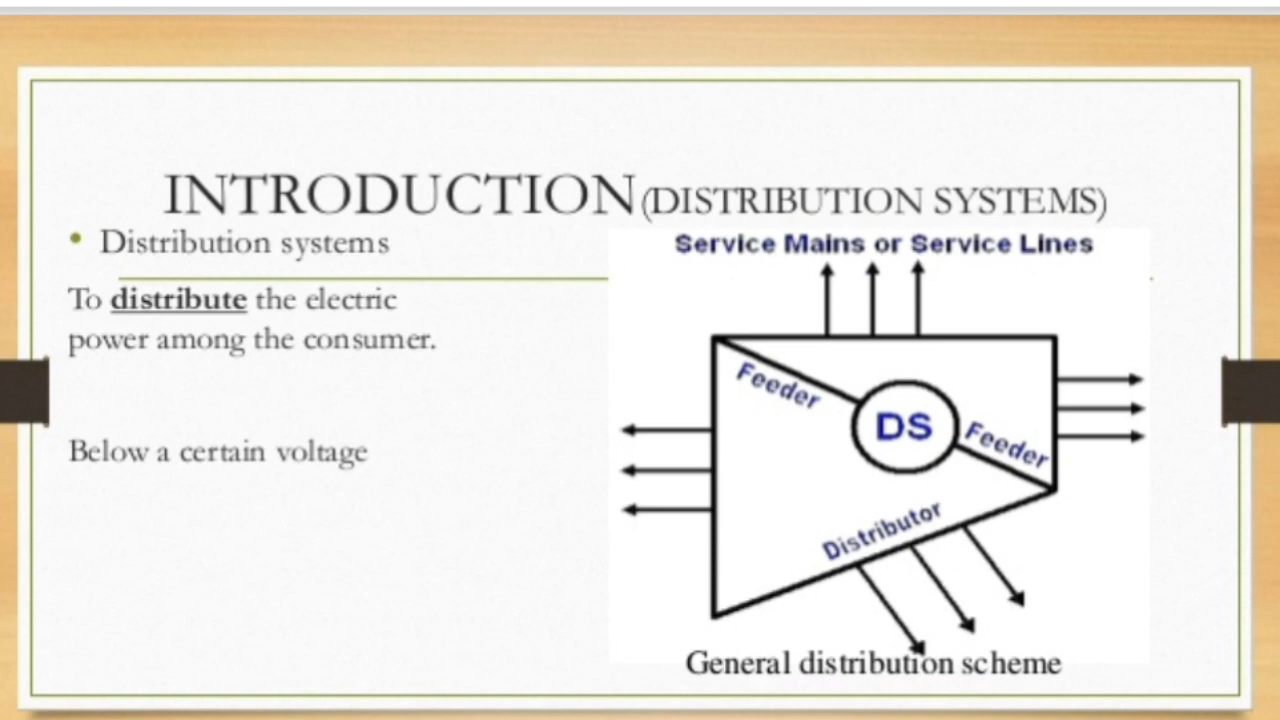 INTRODUCTION(DISTRIBUTION SYSTEMS)
• Distribution systems
To distribute the electric
power among the consumer.
Below a certain voltage
Service Mains or Service Lines
Feeder
DS
Feeder
Distributor
General distribution scheme